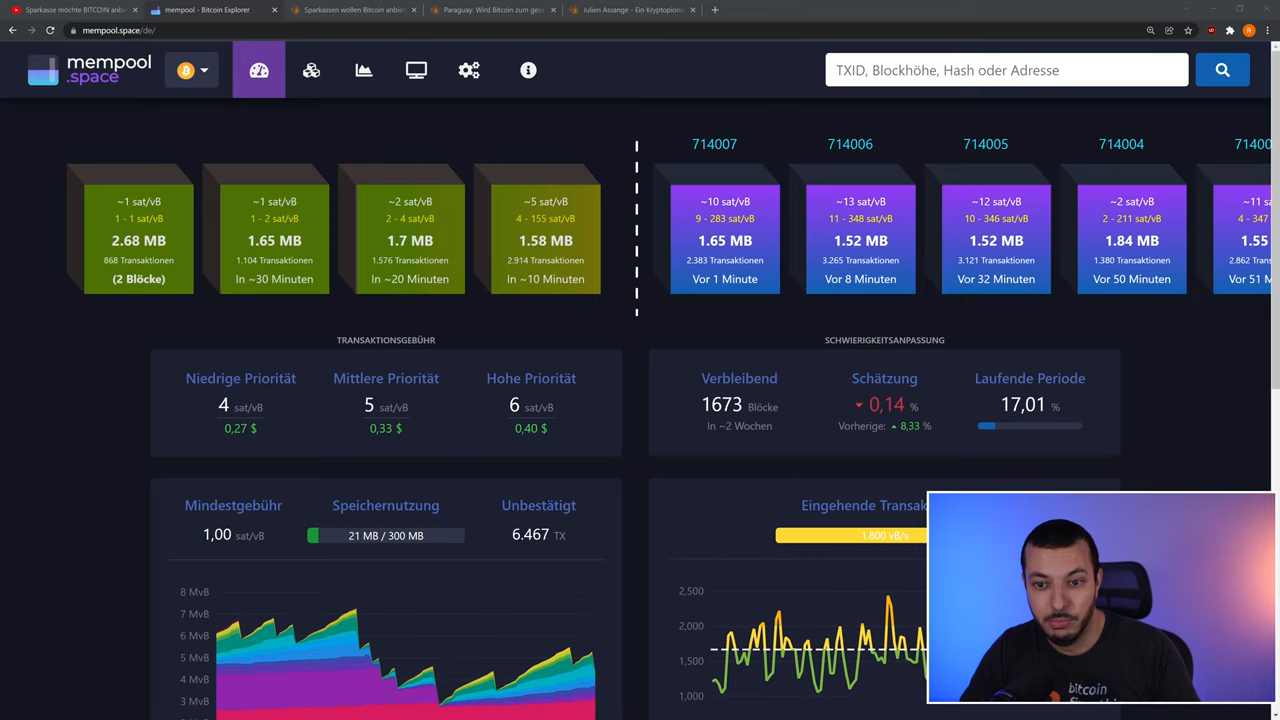 Sparkasse möchte BITCOIN anbi
mempool - Bitcoin Explorer
Sparkassen wollen Bitcoin anbiet
Paraguay: Wird Bitcoin zum gese
Julien Assange - Ein Kryptopione
mempool.space/de/
mempool
.space
TXID, Blockhöhe, Hash oder Adresse
714007
714006
714005
714004
71400
~1 sat/vB
1 - 1 sat/vB
2.68 MB
868 Transaktionen
(2 Blöcke)
~1 sat/vB
1 - 2 sat/vB
1.65 MB
1.104 Transaktionen
In ~30 Minuten
~2 sat/vB
2 - 4 sat/vB
1.7 MB
1.576 Transaktionen
In ~20 Minuten
~5 sat/vB
4 - 155 sat/vB
1.58 MB
2.914 Transaktionen
In ~10 Minuten
~10 sat/vB
9 - 283 sat/vB
1.65 MB
2.383 Transaktionen
Vor 1 Minute
~13 sat/vB
11 - 348 sat/vB
1.52 MB
3.265 Transaktionen
Vor 8 Minuten
~12 sat/vB
10 - 346 sat/vB
1.52 MB
3.121 Transaktionen
Vor 32 Minuten
~2 sat/vB
2 - 211 sat/vB
1.84 MB
1.380 Transaktionen
Vor 50 Minuten
~11 s
4 - 347
1.55
2.862 Transa
Vor 51 M
TRANSAKTIONSGEBÜHR
Niedrige Priorität
Mittlere Priorität
Hohe Priorität
4 sat/vB
5 sat/vB
6 sat/vB
0,27 $
0,33 $
0,40 $
SCHWIERIGKEITSANPASSUNG
Verbleibend
Schätzung
Laufende Periode
1673 Blöcke
0,14 %
17,01 %
In ~2 Wochen
Vorherige: 8,33 %
Mindestgebühr
Speichernutzung
Unbestätigt
1,00 sat/vB
21 MB / 300 MB
6.467 TX
8 MvB
7 MvB
6 MvB
5 MvB
4 MvB
3 MvB
Eingehende Transak
1.800 vB/s
2,500
2,000
1,500
1,000
bitcoin